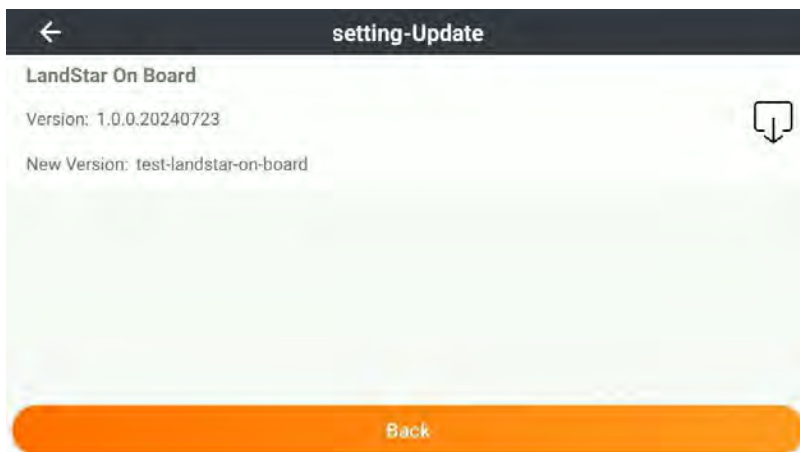 setting-Update
LandStar On Board
Version: 1.0.0.20240723
New Version: test-landstar-on-board
Back